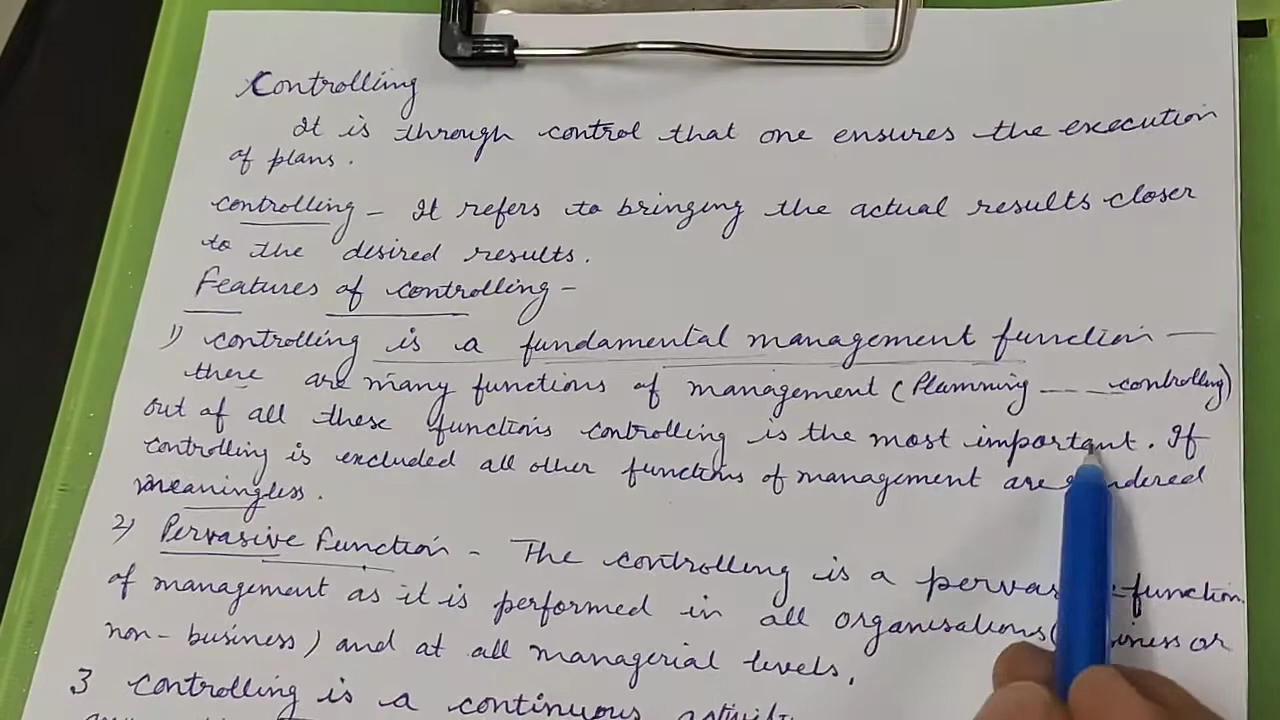 Controlling
It is through control that one ensures the execution
of plans.
controlling - It refers to bringing the actual results closer
to the desired results.
Features of controlling -
1) controlling is a fundamental management function —
there are many functions of management (Planning ___ controlling)
out of all these functions controlling is the most important. If
controlling is excluded all other functions of management are
meaningless.
2) Pervasive Function - The controlling is a function
of management as it is performed in all organisations( or
non-business) and at all managerial levels.
3 controlling is a continuous